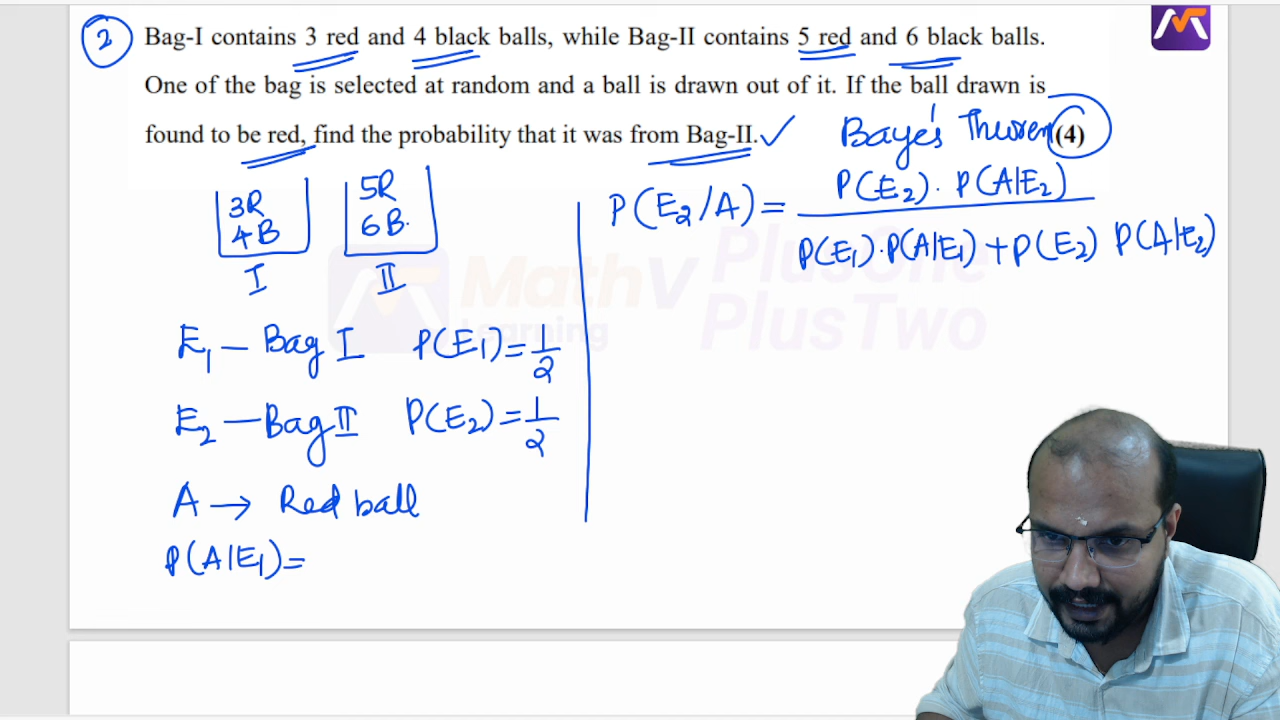 2 Bag-I contains 3 red and 4 black balls, while Bag-II contains 5 red and 6 black balls.
One of the bag is selected at random and a ball is drawn out of it. If the ball drawn is
found to be red, find the probability that it was from Bag-II. (4)
Baye's Theorem
3R
4B
I
5R
6B.
II
P(E2/A) = P(E2). P(A|E2)
P(E1).P(A|E1) + P(E2) P(A|E2)
E1 — Bag I P(E1) = 1/2
E2 — Bag II P(E2) = 1/2
A → Red ball
P(A|E1) =
MathV
Learning
PlusOne
PlusTwo